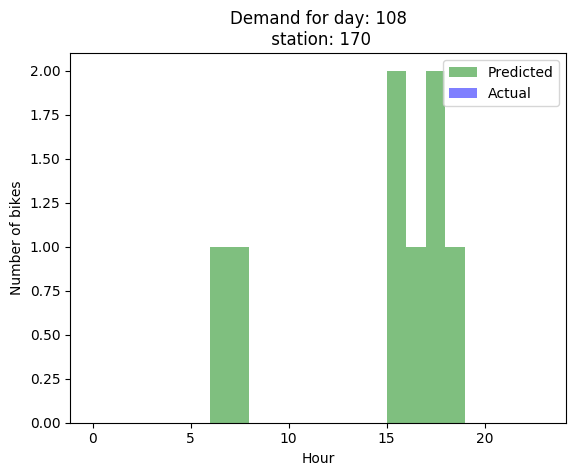 Demand for day: 108
station: 170
Predicted
Actual
Number of bikes
2.00
1.75
1.50
1.25
1.00
0.75
0.50
0.25
0.00
0 5 10 15 20
Hour